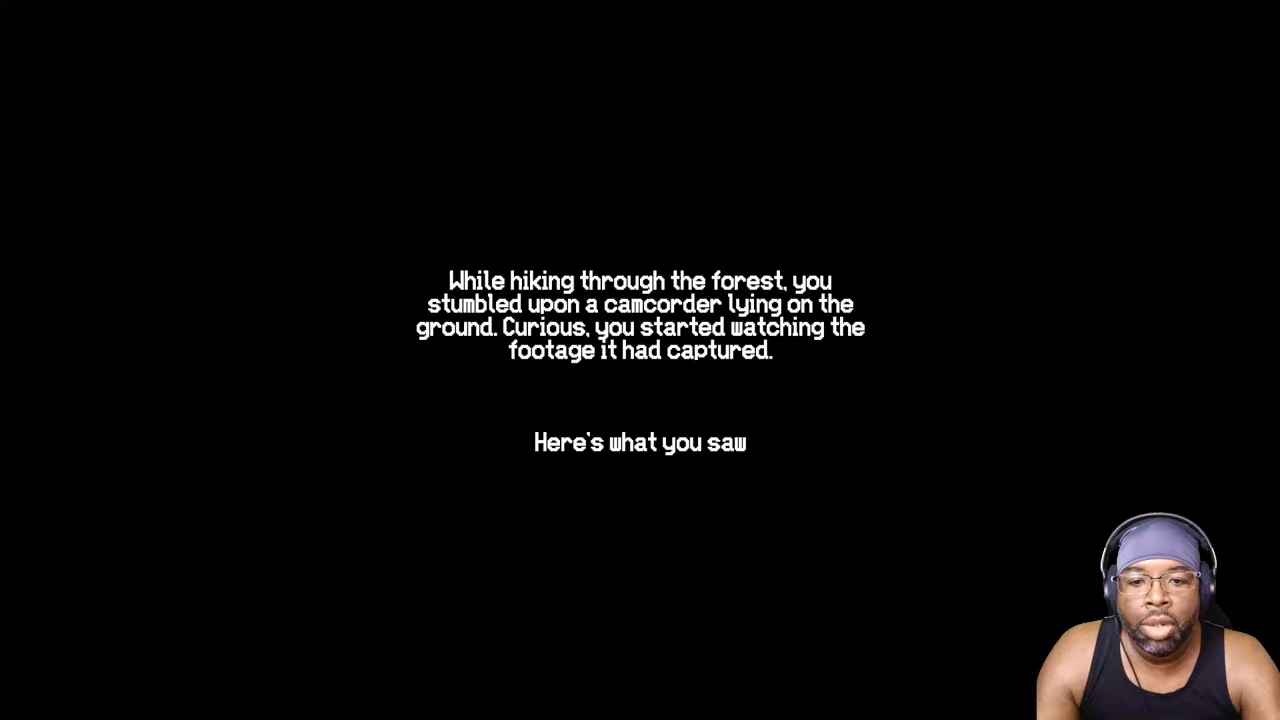 While hiking through the forest, you
stumbled upon a camcorder lying on the
ground. Curious, you started watching the
footage it had captured.
Here's what you saw